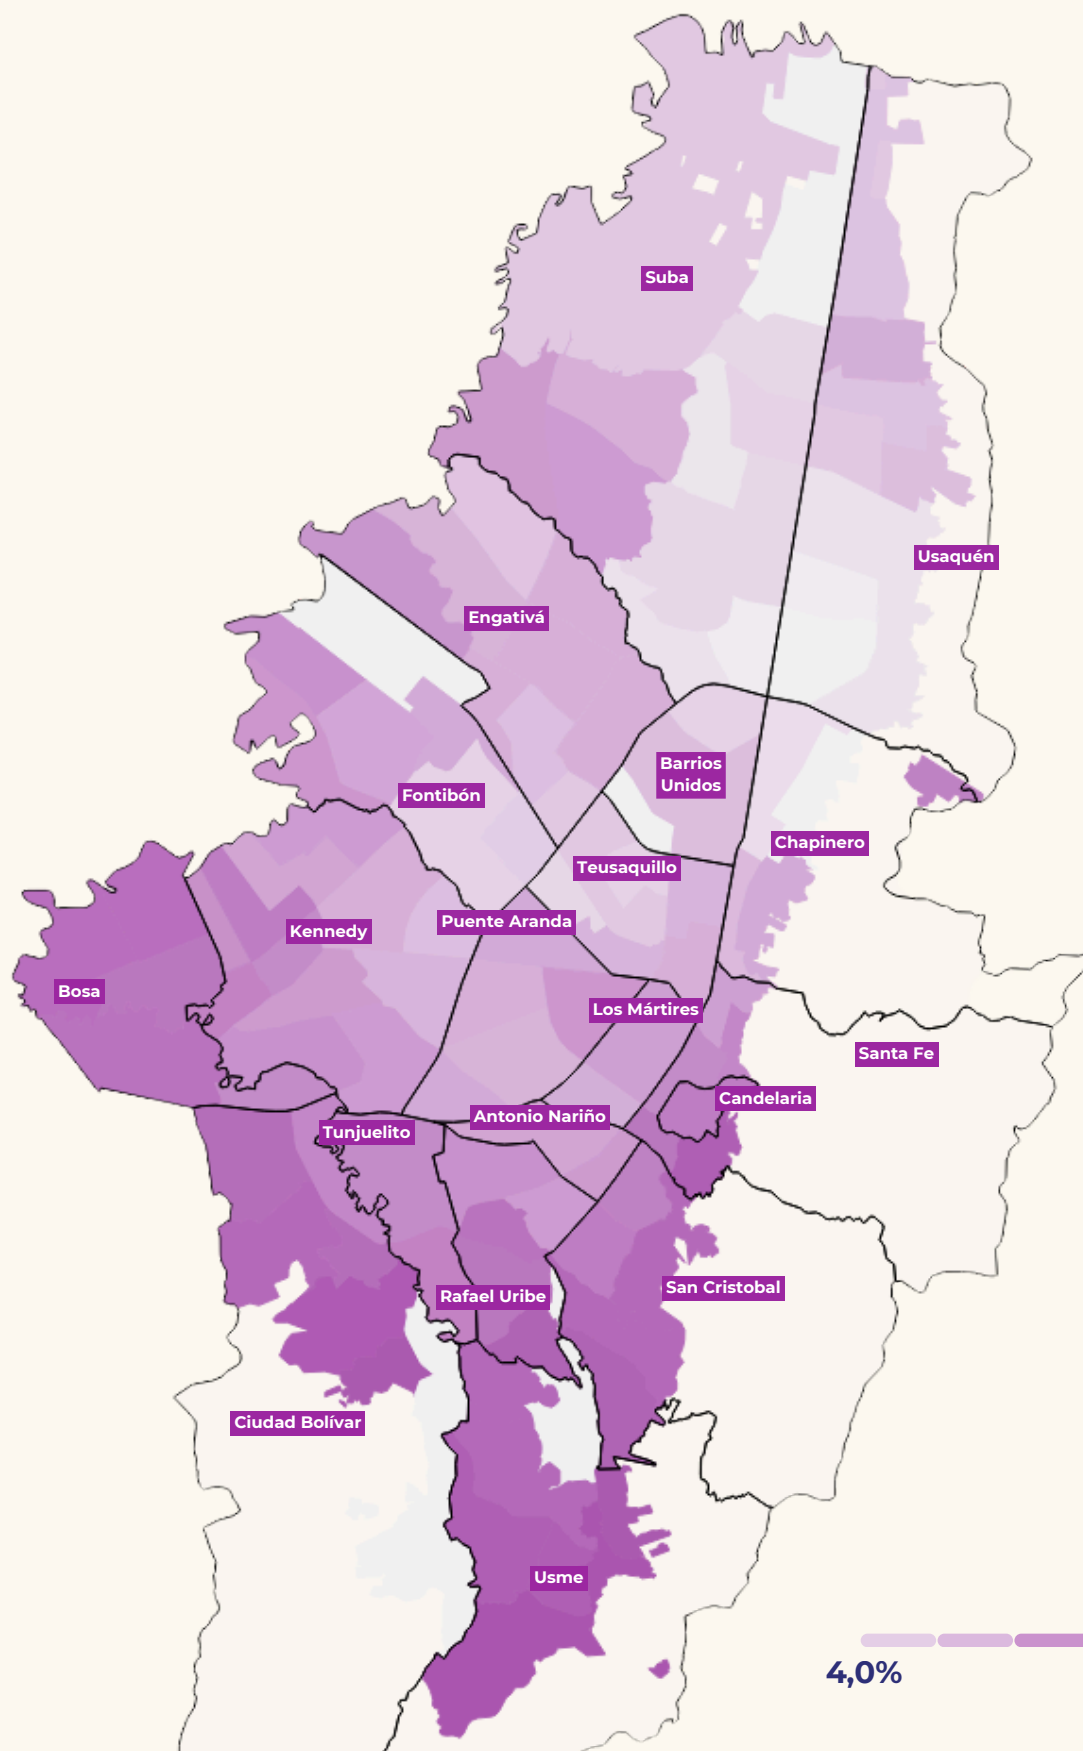 Suba
Usaquén
Engativá
Barrios
Unidos
Fontibón
Chapinero
Teusaquillo
Puente Aranda
Kennedy
Bosa
Los Mártires
Santa Fe
Candelaria
Antonio Nariño
Tunjuelito
San Cristobal
Rafael Uribe
Ciudad Bolívar
Usme
4,0%